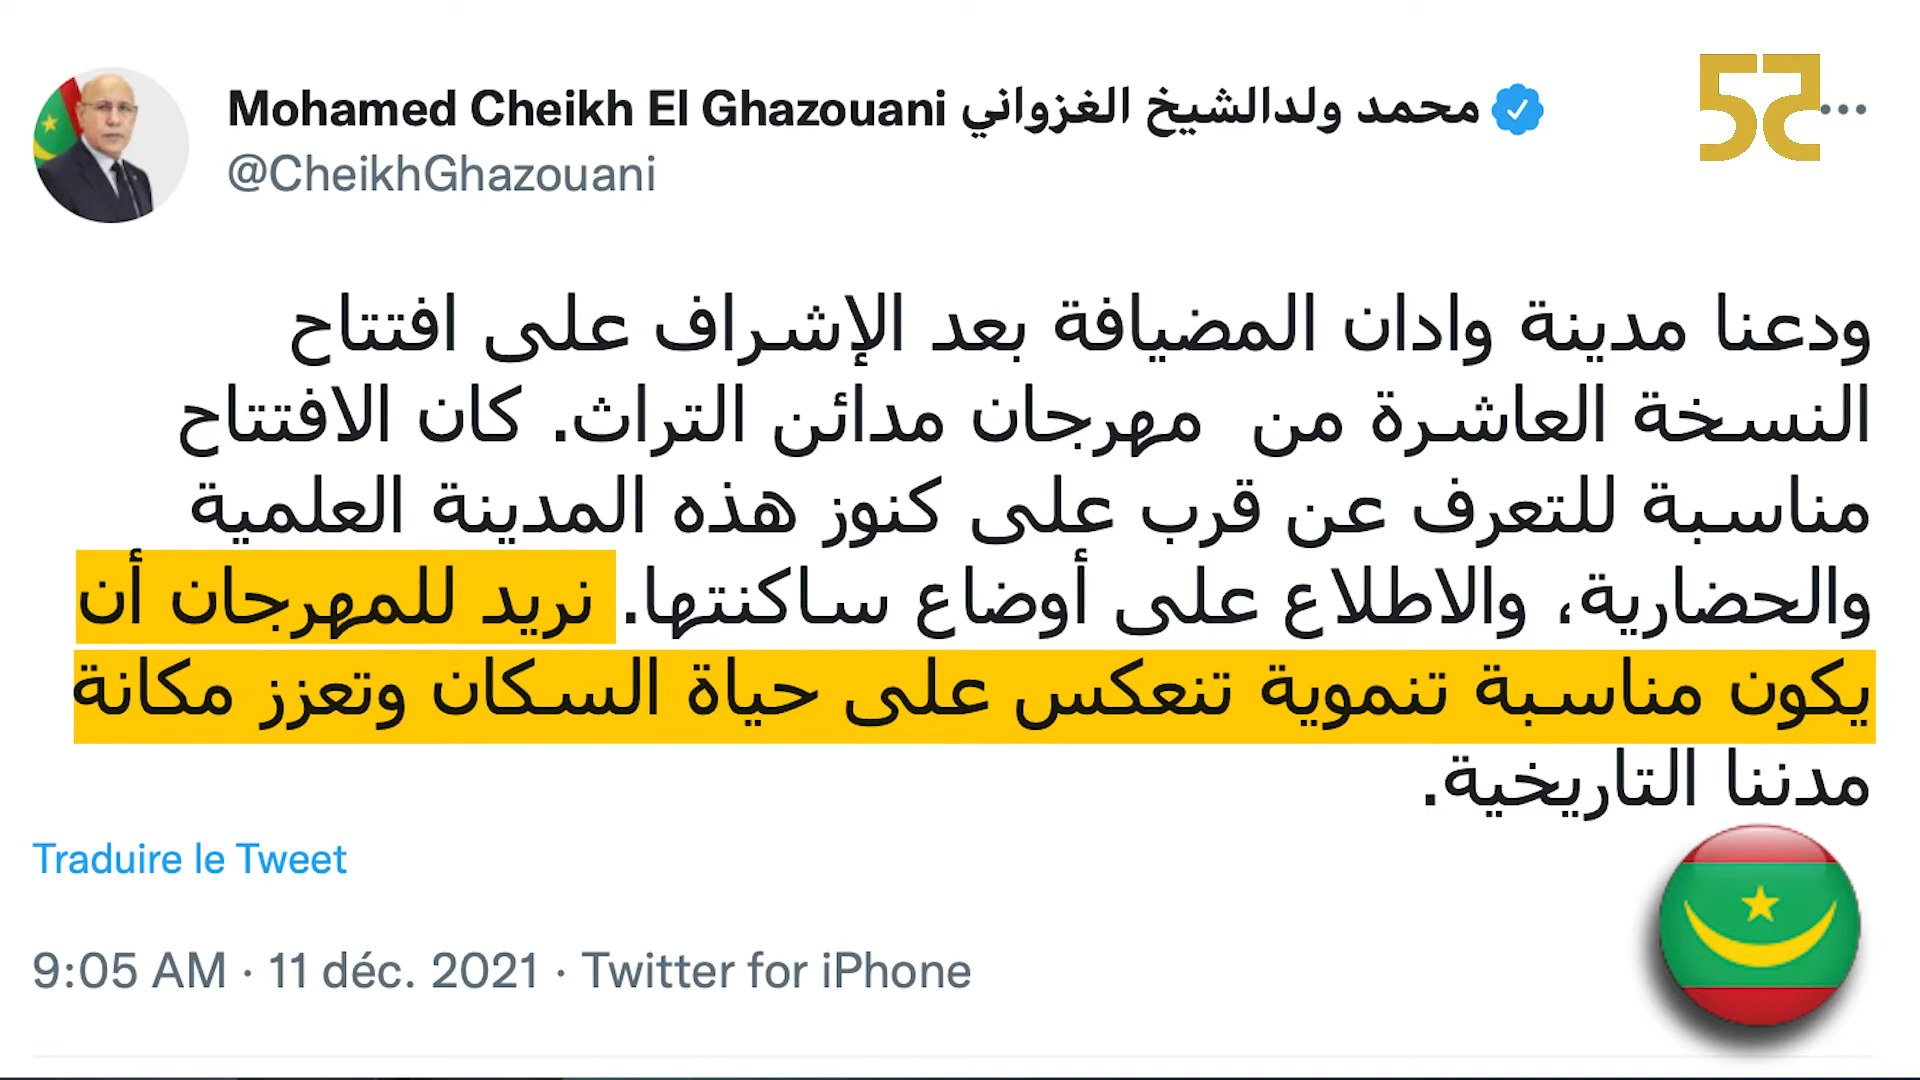 Mohamed Cheikh El Ghazouani محمد ولدالشيخ الغزواني
@CheikhGhazouani
ودعنا مدينة وادان المضيافة بعد الإشراف على افتتاح
النسخة العاشرة من مهرجان مدائن التراث. كان الافتتاح
مناسبة للتعرف عن قرب على كنوز هذه المدينة العلمية
والحضارية، والاطلاع على أوضاع ساكنتها. نريد للمهرجان أن
يكون مناسبة تنموية تنعكس على حياة السكان وتعزز مكانة
مدننا التاريخية.
Traduire le Tweet
9:05 AM · 11 déc. 2021 · Twitter for iPhone